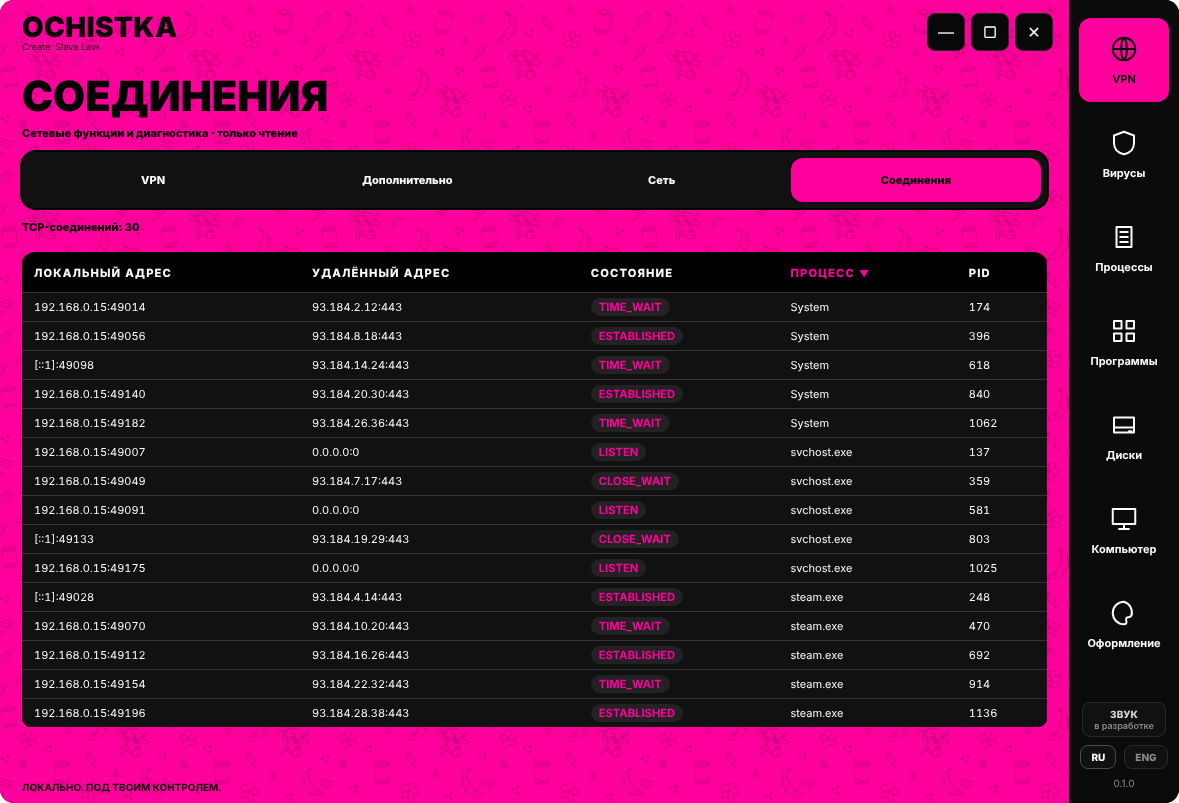 OCHISTKA
Create: Slava Lavs
СОЕДИНЕНИЯ
Сетевые функции и диагностика · только чтение
VPN Дополнительно Сеть Соединения
TCP-соединений: 30
ЛОКАЛЬНЫЙ АДРЕС УДАЛЁННЫЙ АДРЕС СОСТОЯНИЕ ПРОЦЕСС ▼ PID
192.168.0.15:49014 93.184.2.12:443 TIME_WAIT System 174
192.168.0.15:49056 93.184.8.18:443 ESTABLISHED System 396
[::1]:49098 93.184.14.24:443 TIME_WAIT System 618
192.168.0.15:49140 93.184.20.30:443 ESTABLISHED System 840
192.168.0.15:49182 93.184.26.36:443 TIME_WAIT System 1062
192.168.0.15:49007 0.0.0.0:0 LISTEN svchost.exe 137
192.168.0.15:49049 93.184.7.17:443 CLOSE_WAIT svchost.exe 359
192.168.0.15:49091 0.0.0.0:0 LISTEN svchost.exe 581
[::1]:49133 93.184.19.29:443 CLOSE_WAIT svchost.exe 803
192.168.0.15:49175 0.0.0.0:0 LISTEN svchost.exe 1025
[::1]:49028 93.184.4.14:443 ESTABLISHED steam.exe 248
192.168.0.15:49070 93.184.10.20:443 TIME_WAIT steam.exe 470
192.168.0.15:49112 93.184.16.26:443 ESTABLISHED steam.exe 692
192.168.0.15:49154 93.184.22.32:443 TIME_WAIT steam.exe 914
192.168.0.15:49196 93.184.28.38:443 ESTABLISHED steam.exe 1136
ЛОКАЛЬНО. ПОД ТВОИМ КОНТРОЛЕМ.
VPN
Вирусы
Процессы
Программы
Диски
Компьютер
Оформление
ЗВУК
в разработке
RU ENG
0.1.0